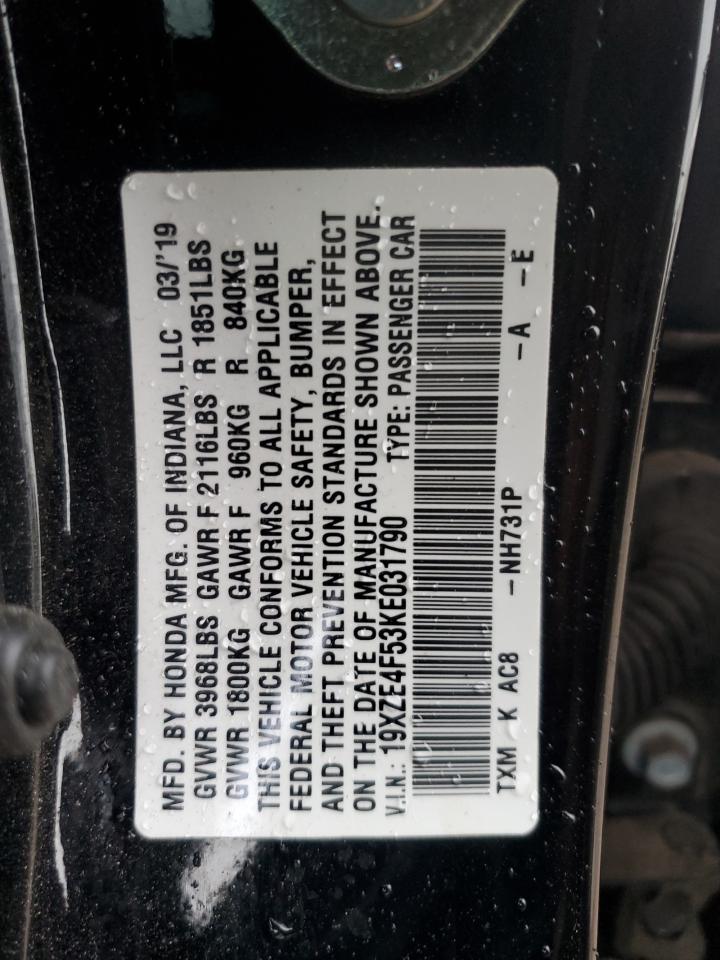 MFD. BY HONDA MFG. OF INDIANA, LLC 03/'19
GVWR 3968LBS GAWR F 2116LBS R 1851LBS
GVWR 1800KG GAWR F 960KG R 840KG
THIS VEHICLE CONFORMS TO ALL APPLICABLE
FEDERAL MOTOR VEHICLE SAFETY, BUMPER,
AND THEFT PREVENTION STANDARDS IN EFFECT
ON THE DATE OF MANUFACTURE SHOWN ABOVE..
V.I.N.: 19XZE4F53KE031790 TYPE: PASSENGER CAR
TXM K AC8 – NH731P –A –E